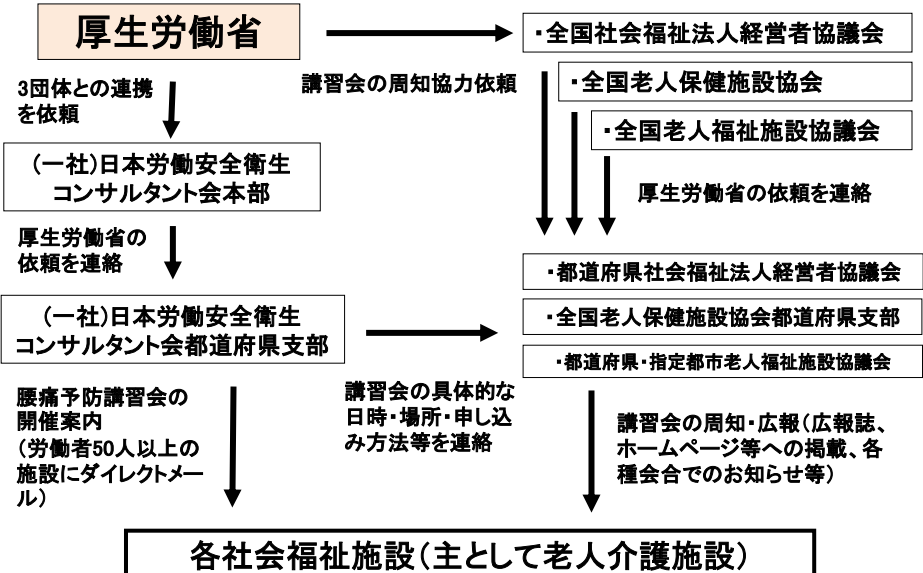 厚生労働省
・全国社会福祉法人経営者協議会
3団体との連携
を依頼
講習会の周知協力依頼
・全国老人保健施設協会
・全国老人福祉施設協議会
(一社)日本労働安全衛生
コンサルタント会本部
厚生労働省の依頼を連絡
厚生労働省の
依頼を連絡
・都道府県社会福祉法人経営者協議会
(一社)日本労働安全衛生
コンサルタント会都道府県支部
・全国老人保健施設協会都道府県支部
・都道府県・指定都市老人福祉施設協議会
腰痛予防講習会の
開催案内
(労働者50人以上の
施設にダイレクトメー
ル)
講習会の具体的な
日時・場所・申し込
み方法等を連絡
講習会の周知・広報(広報誌、
ホームページ等への掲載、各
種会合でのお知らせ等)
各社会福祉施設(主として老人介護施設)